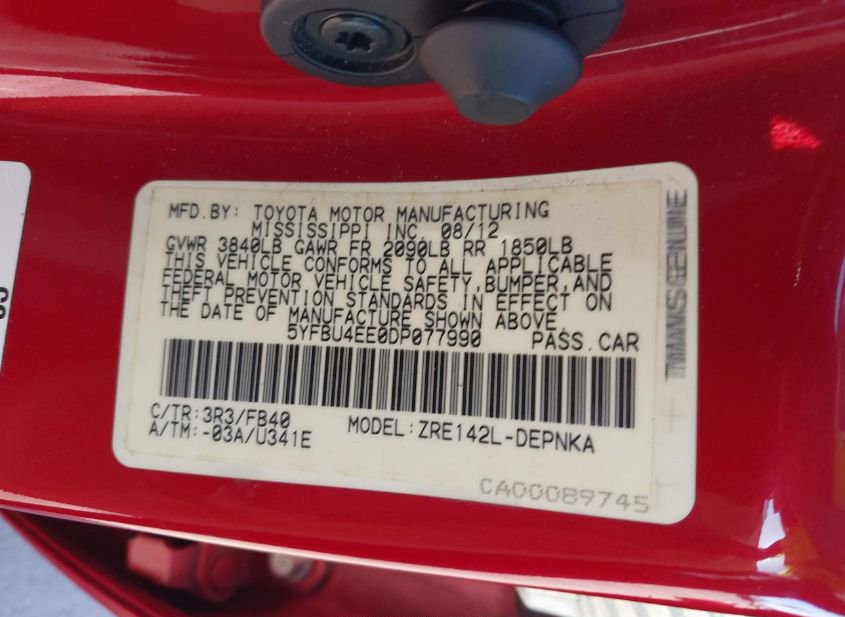 MFD.BY: TOYOTA MOTOR MANUFACTURING
MISSISSIPPI INC. 08/12
GVWR 3840LB GAWR FR 2090LB RR 1850LB
THIS VEHICLE CONFORMS TO ALL APPLICABLE
FEDERAL MOTOR VEHICLE SAFETY,BUMPER,AND
THEFT PREVENTION STANDARDS IN EFFECT ON
THE DATE OF MANUFACTURE SHOWN ABOVE.
5YFBU4EE0DP077990 PASS.CAR
C/TR:3R3/FB40
A/TM:-03A/U341E MODEL:ZRE142L-DEPNKA
CA00089745